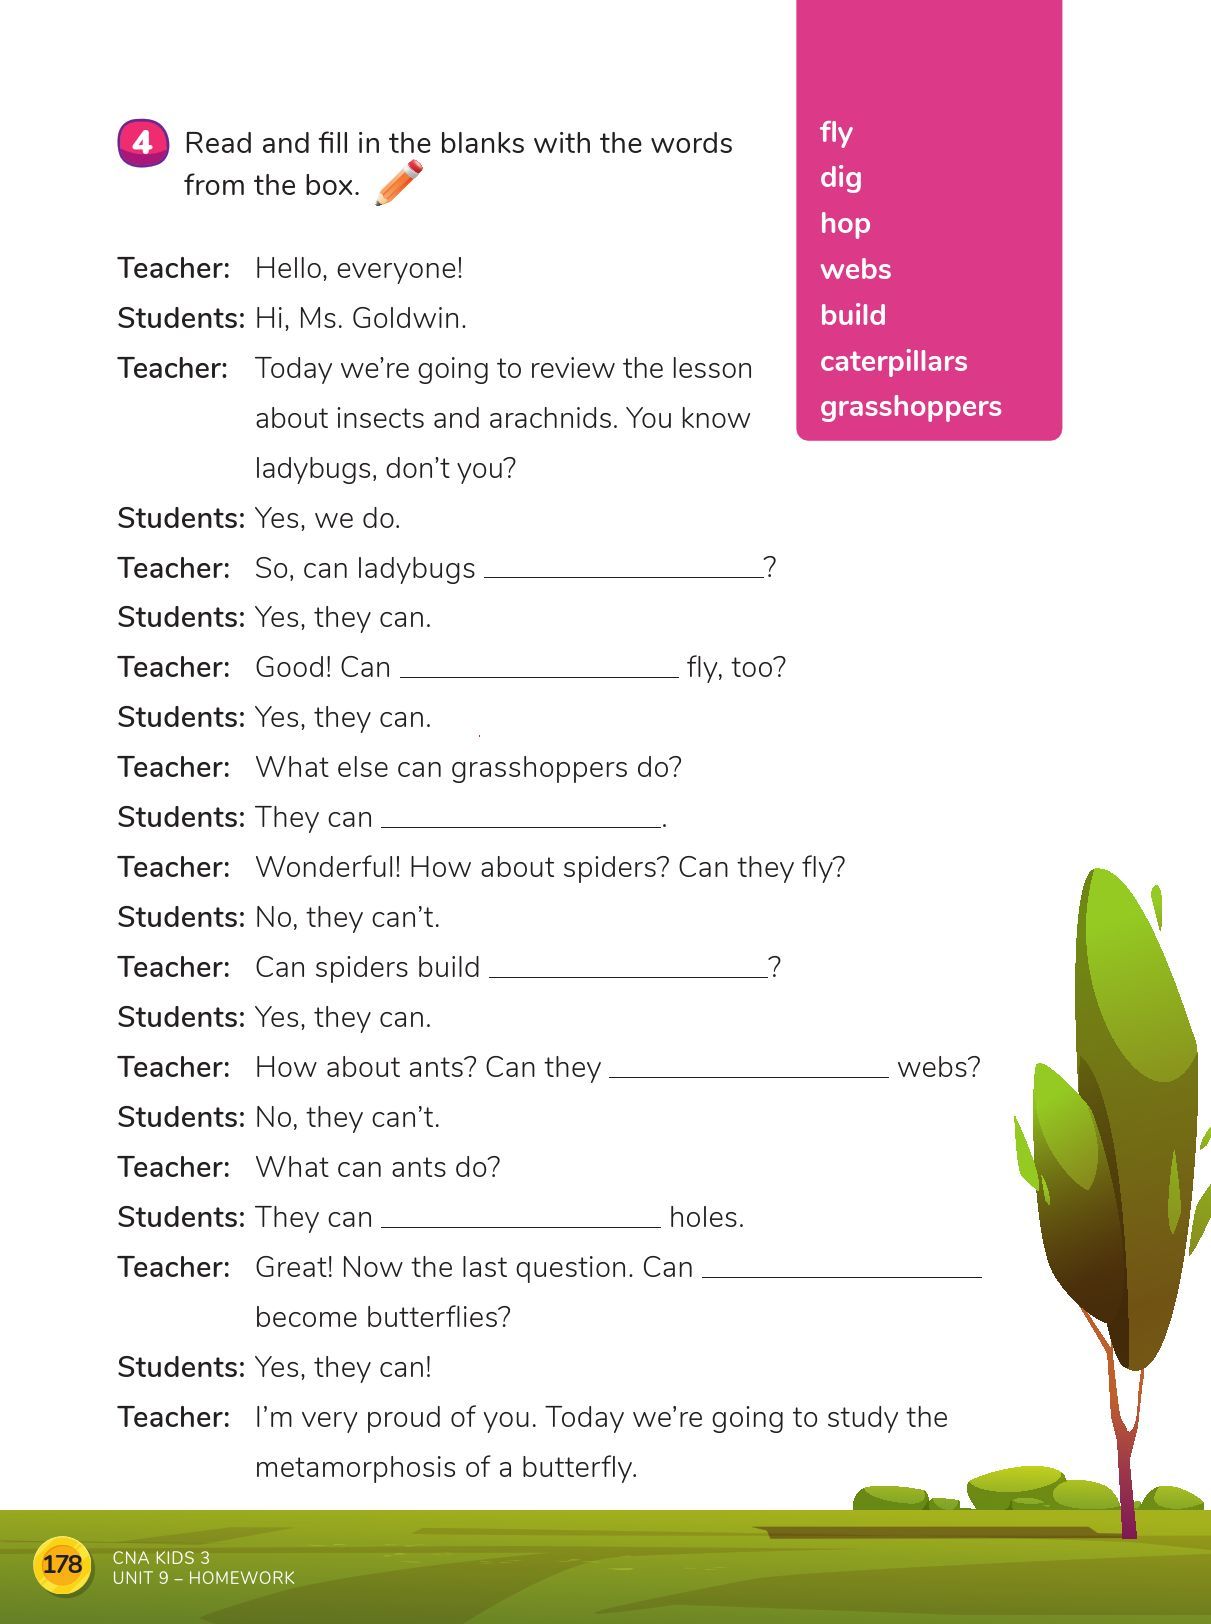 4 Read and fill in the blanks with the words
from the box.
fly
dig
hop
webs
build
caterpillars
grasshoppers
Teacher: Hello, everyone!
Students: Hi, Ms. Goldwin.
Teacher: Today we’re going to review the lesson
about insects and arachnids. You know
ladybugs, don’t you?
Students: Yes, we do.
Teacher: So, can ladybugs ____________________?
Students: Yes, they can.
Teacher: Good! Can ____________________ fly, too?
Students: Yes, they can.
Teacher: What else can grasshoppers do?
Students: They can ____________________.
Teacher: Wonderful! How about spiders? Can they fly?
Students: No, they can’t.
Teacher: Can spiders build ____________________?
Students: Yes, they can.
Teacher: How about ants? Can they ____________________ webs?
Students: No, they can’t.
Teacher: What can ants do?
Students: They can ____________________ holes.
Teacher: Great! Now the last question. Can ____________________
become butterflies?
Students: Yes, they can!
Teacher: I’m very proud of you. Today we’re going to study the
metamorphosis of a butterfly.
178
CNA KIDS 3
UNIT 9 – HOMEWORK